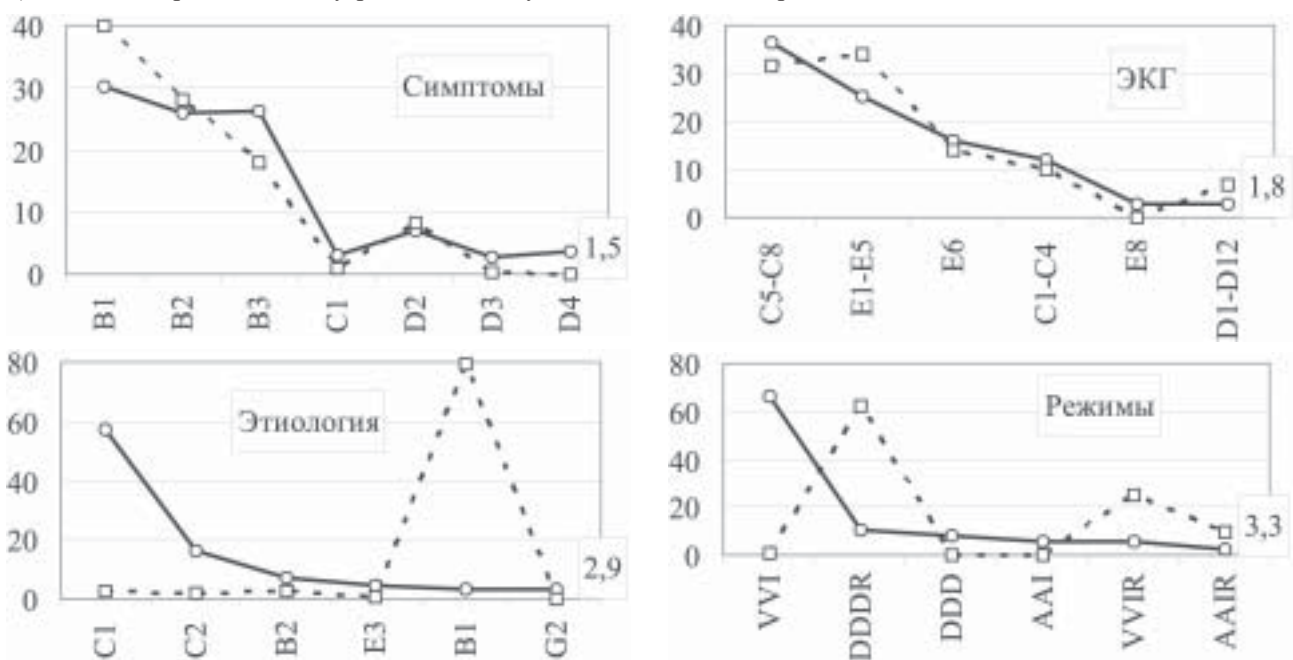 40
30
20
10
0
Симптомы
1,5
B1
B2
B3
C1
D2
D3
D4
40
30
20
10
0
ЭКГ
1,8
C5-C8
E1-E5
E6
C1-C4
E8
D1-D12
80
60
40
20
0
Этиология
2,9
C1
C2
B2
E3
B1
G2
80
60
40
20
0
Режимы
3,3
VVI
DDDR
DDD
AAI
VVIR
AAIR